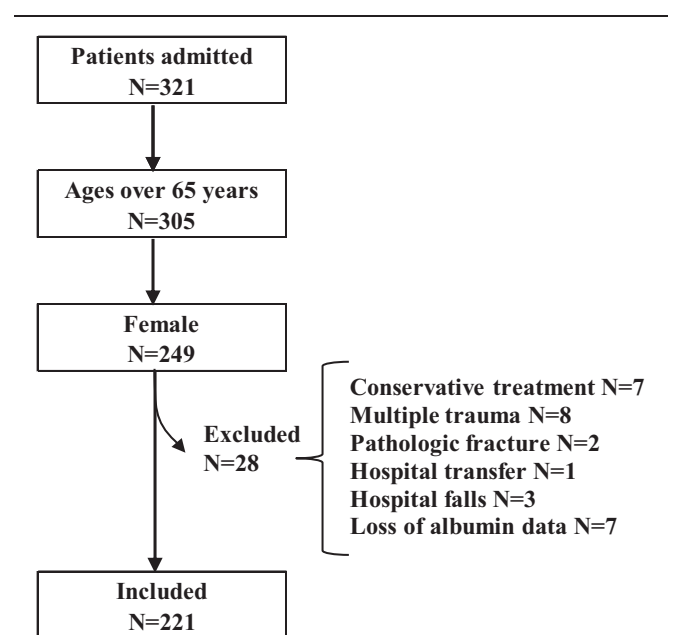 Patients admitted
N=321
Ages over 65 years
N=305
Female
N=249
Excluded
N=28
Conservative treatment N=7
Multiple trauma N=8
Pathologic fracture N=2
Hospital transfer N=1
Hospital falls N=3
Loss of albumin data N=7
Included
N=221